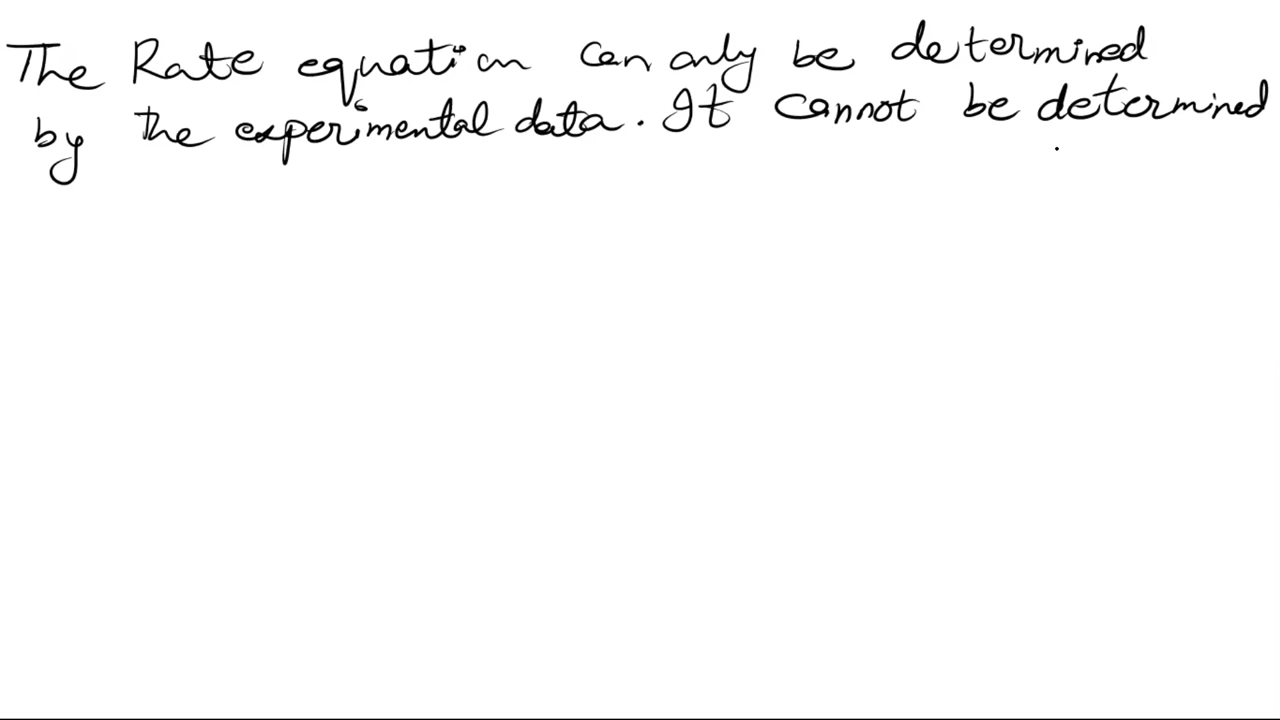 The Rate equation can only be determined
by the experimental data. It cannot be determined